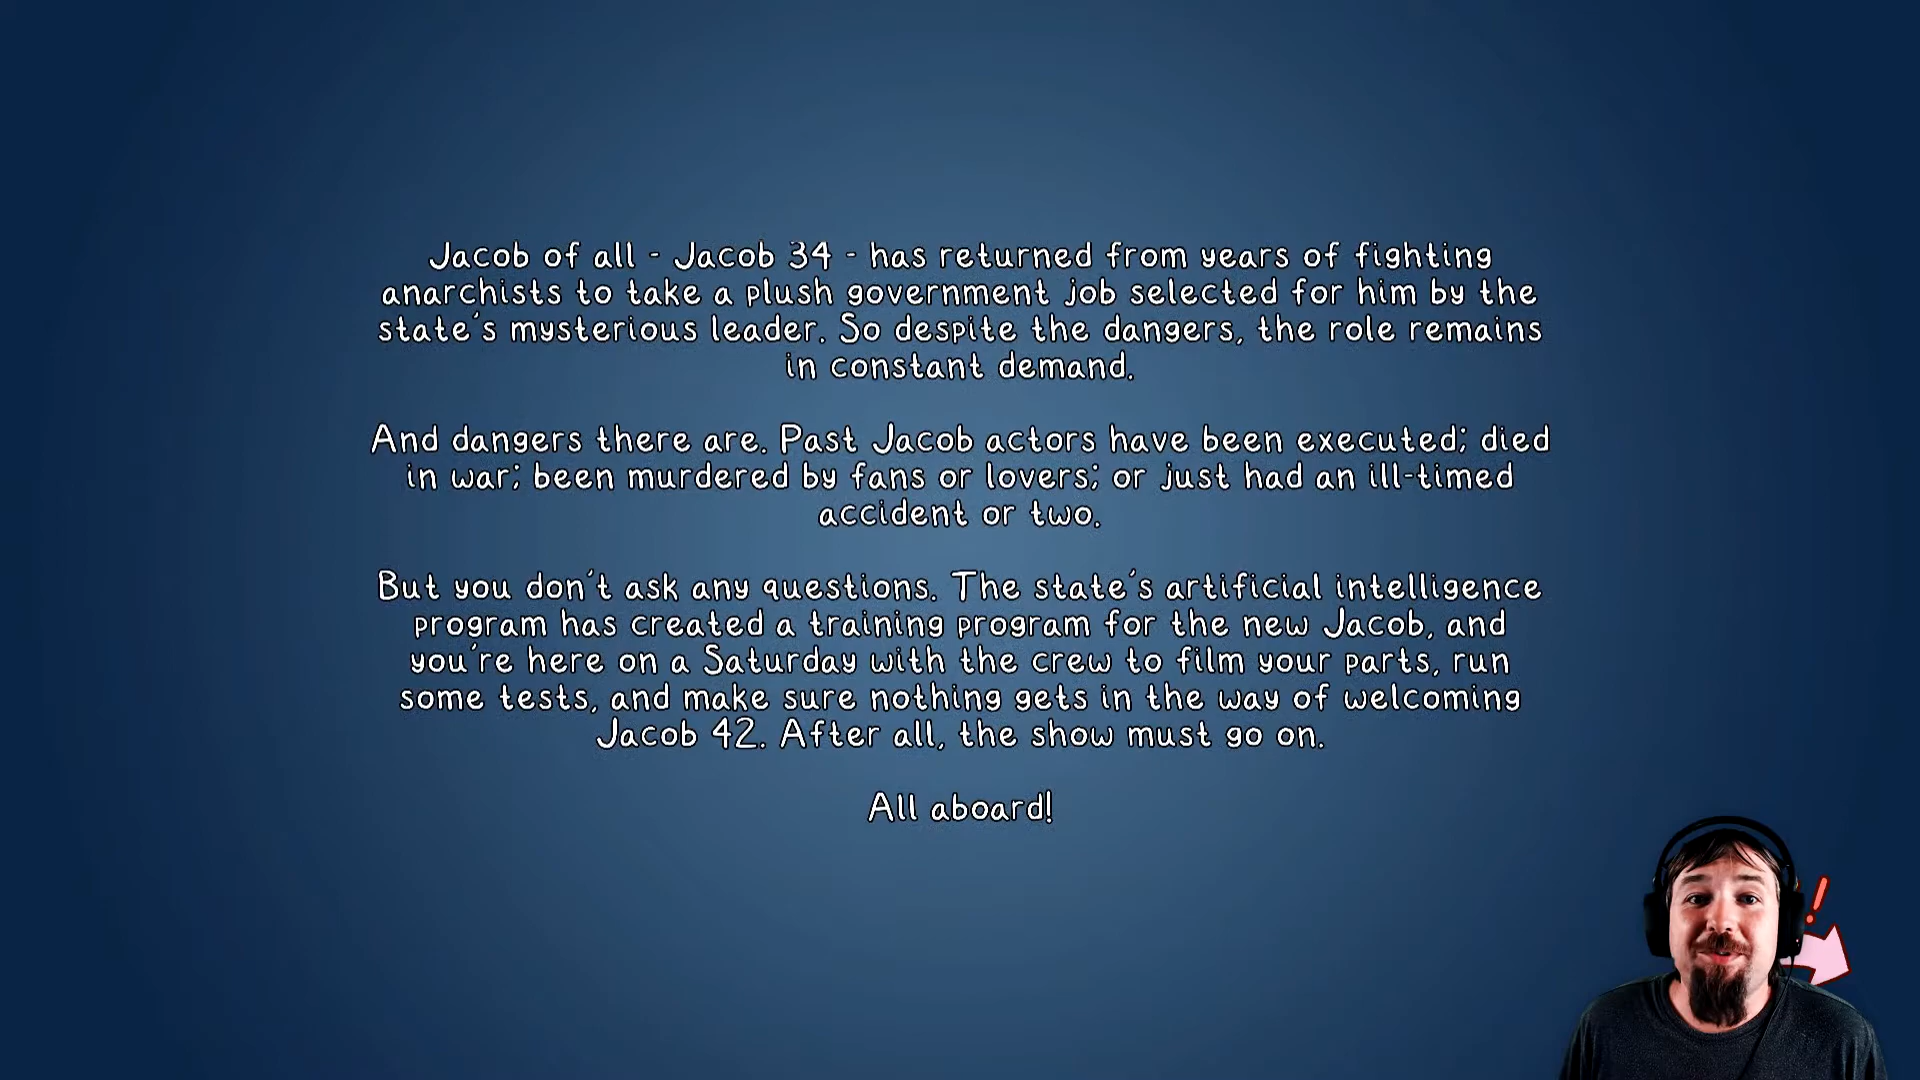 Jacob of all - Jacob 34 - has returned from years of fighting
anarchists to take a plush government job selected for him by the
state's mysterious leader. So despite the dangers, the role remains
in constant demand.
And dangers there are. Past Jacob actors have been executed; died
in war; been murdered by fans or lovers; or just had an ill-timed
accident or two.
But you don't ask any questions. The state's artificial intelligence
program has created a training program for the new Jacob, and
you're here on a Saturday with the crew to film your parts, run
some tests, and make sure nothing gets in the way of welcoming
Jacob 42. After all, the show must go on.
All aboard!
!